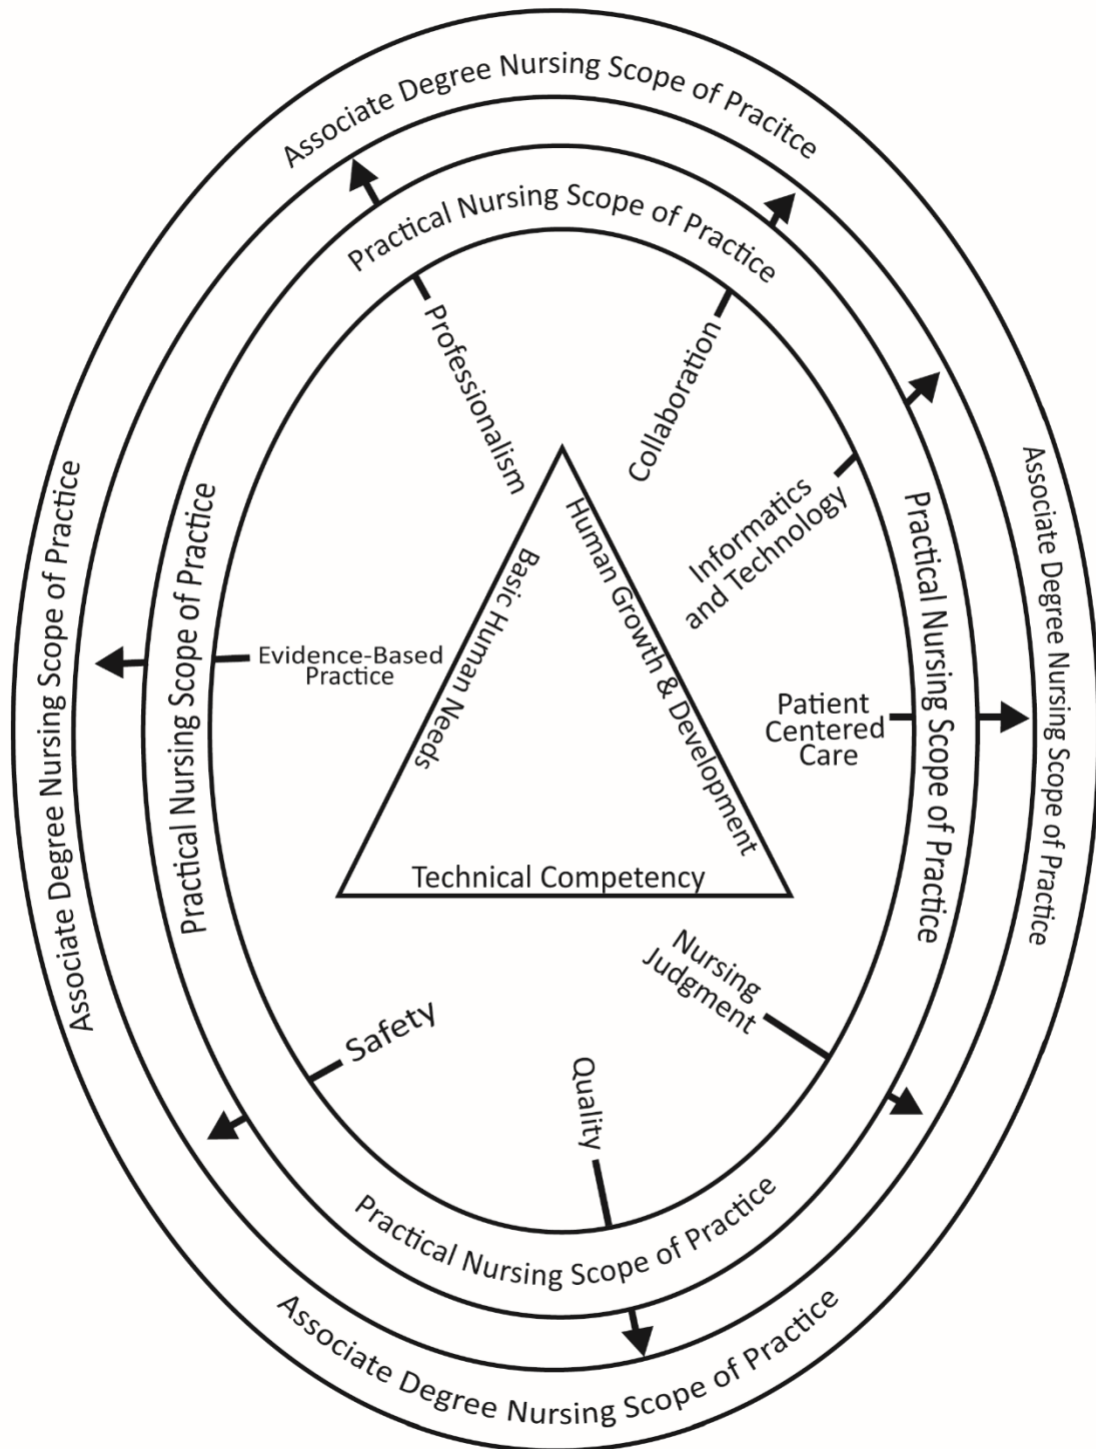 Associate Degree Nursing Scope of Pracitce
Practical Nursing Scope of Practice
Professionalism
Collaboration
Informatics
and Technology
Associate Degree Nursing Scope of Practice
Practical Nursing Scope of Practice
Evidence-Based
Practice
Basic Human Needs
Human Growth & Development
Technical Competency
Patient
Centered
Care
Practical Nursing Scope of Practice
Associate Degree Nursing Scope of Practice
Nursing
Judgment
Safety
Quality
Practical Nursing Scope of Practice
Associate Degree Nursing Scope of Practice